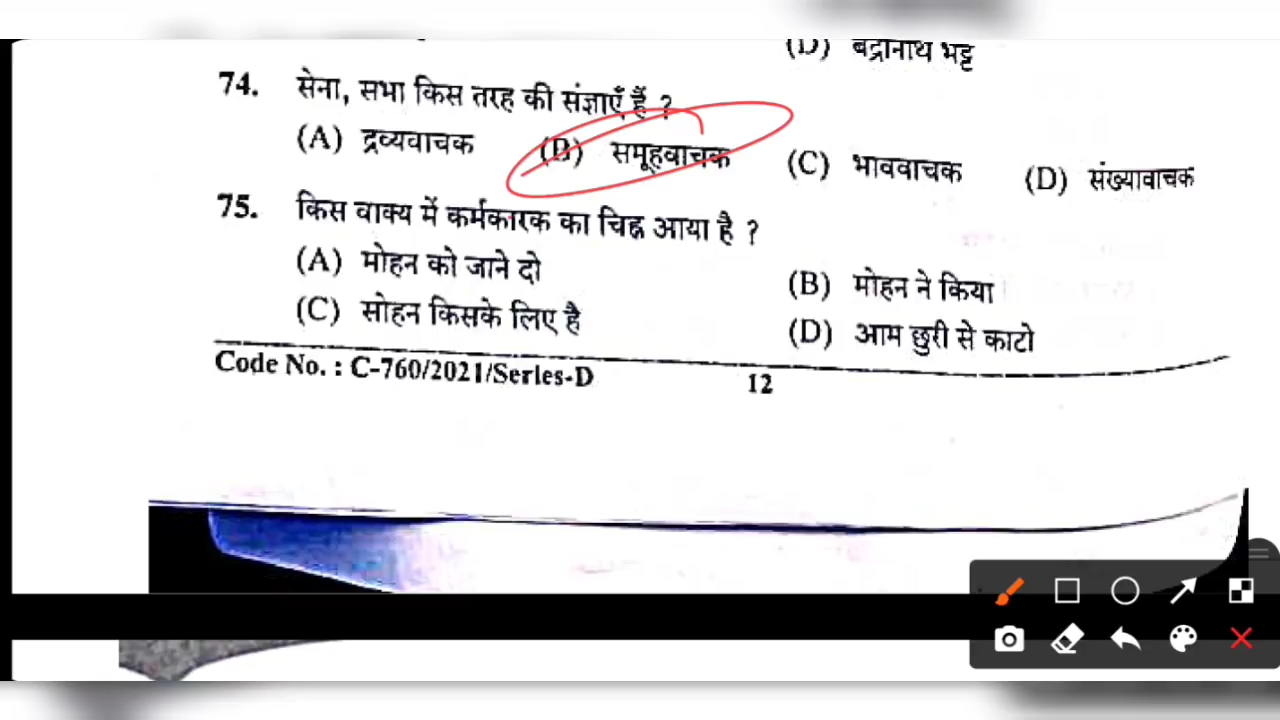 (D) बद्रीनाथ भट्ट
74. सेना, सभा किस तरह की संज्ञाएँ हैं ?
(A) द्रव्यवाचक (B) समूहवाचक (C) भाववाचक (D) संख्यावाचक
75. किस वाक्य में कर्मकारक का चिह्न आया है ?
(A) मोहन को जाने दो (B) मोहन ने किया
(C) सोहन किसके लिए है (D) आम छुरी से काटो
Code No. : C-760/2021/Series-D 12